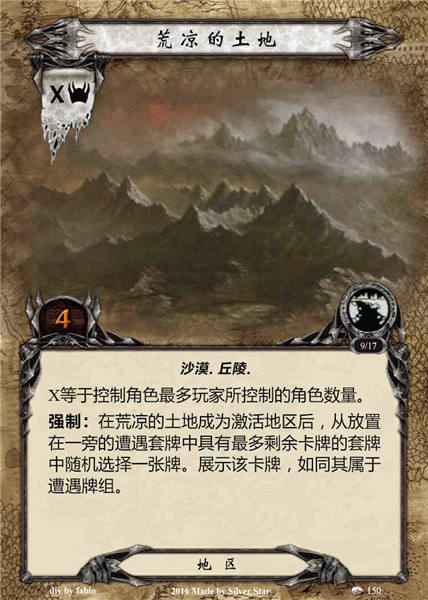 荒凉的土地
X
4
9/17
沙漠. 丘陵.
X等于控制角色最多玩家所控制的角色数量。
强制：在荒凉的土地成为激活地区后，从放置
在一旁的遭遇套牌中具有最多剩余卡牌的套牌
中随机选择一张牌。展示该卡牌，如同其属于
遭遇牌组。
地区
diy by fabio
2016 Made by Silver Star
150